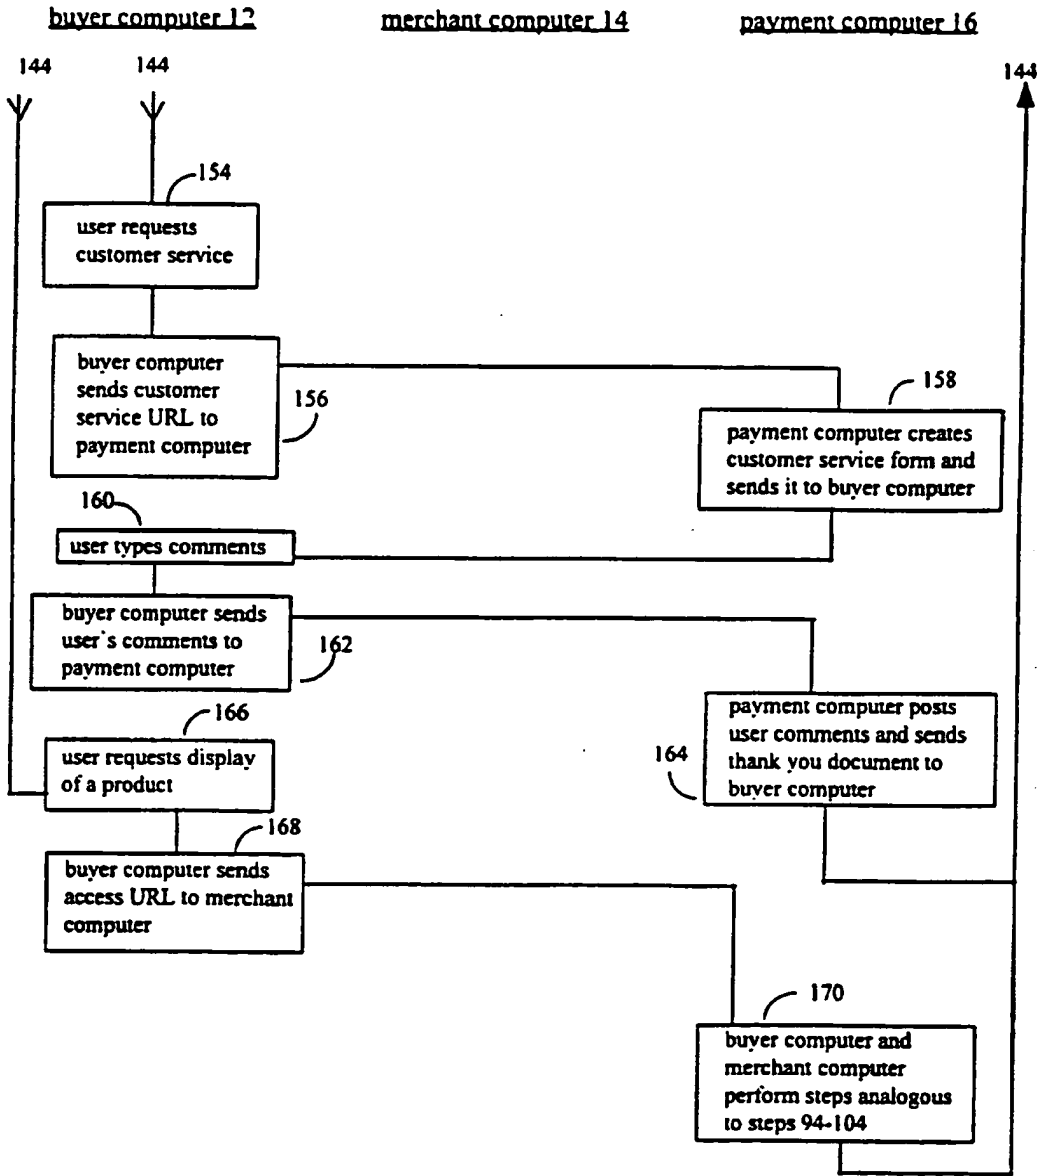 buyer computer 12
merchant computer 14
payment computer 16
144
144
144
154
user requests
customer service
buyer computer
sends customer
service URL to
payment computer
156
158
payment computer creates
customer service form and
sends it to buyer computer
160
user types comments
buyer computer sends
user's comments to
payment computer
162
payment computer posts
user comments and sends
thank you document to
buyer computer
164
166
user requests display
of a product
168
buyer computer sends
access URL to merchant
computer
170
buyer computer and
merchant computer
perform steps analogous
to steps 94-104